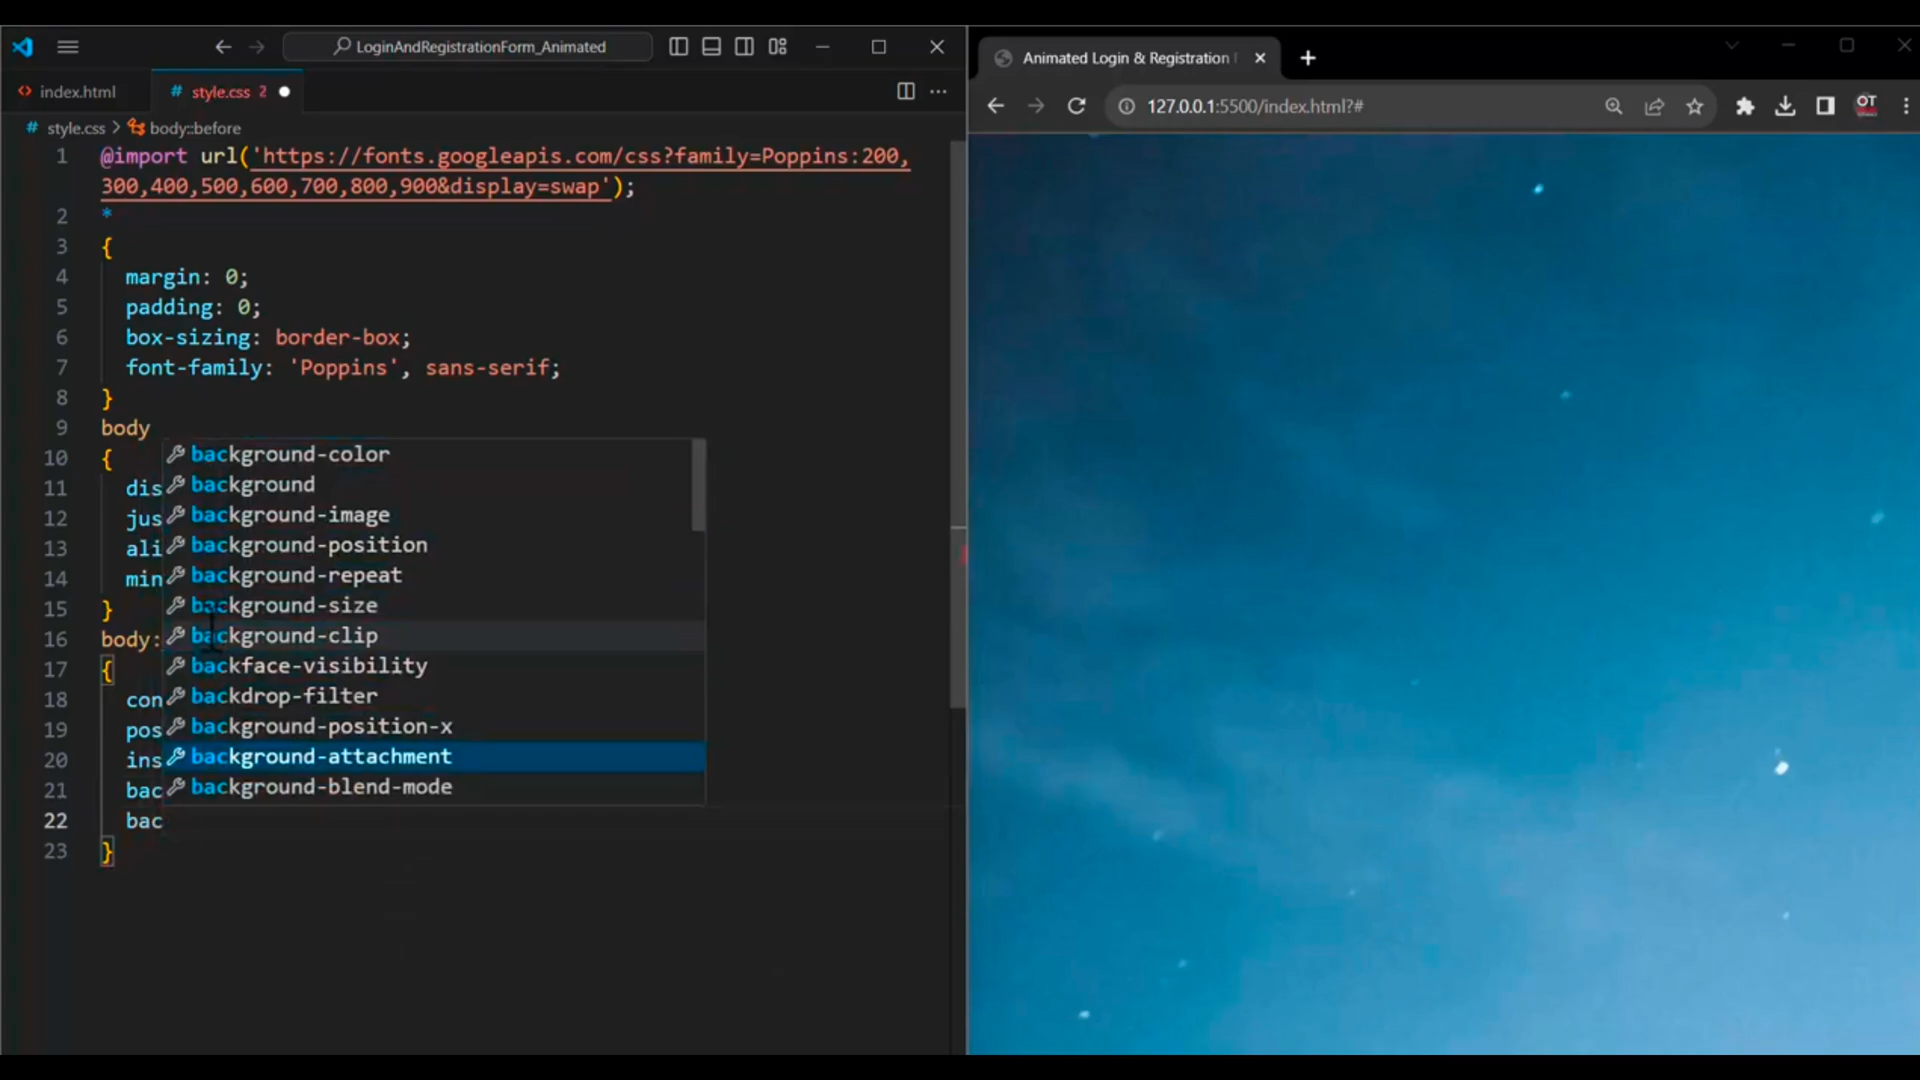 LoginAndRegistrationForm_Animated
index.html
# style.css 2
# style.css > body::before
1 @import url('https://fonts.googleapis.com/css?family=Poppins:200,
300,400,500,600,700,800,900&display=swap');
2 *
3 {
4 margin: 0;
5 padding: 0;
6 box-sizing: border-box;
7 font-family: 'Poppins', sans-serif;
8 }
9 body
10 {
11 dis
12 jus
13 ali
14 min
15 }
16 body:
17 {
18 con
19 pos
20 ins
21 bac
22 bac
23 }
background-color
background
background-image
background-position
background-repeat
background-size
background-clip
backface-visibility
backdrop-filter
background-position-x
background-attachment
background-blend-mode
Animated Login & Registration
127.0.0.1:5500/index.html?#
OT